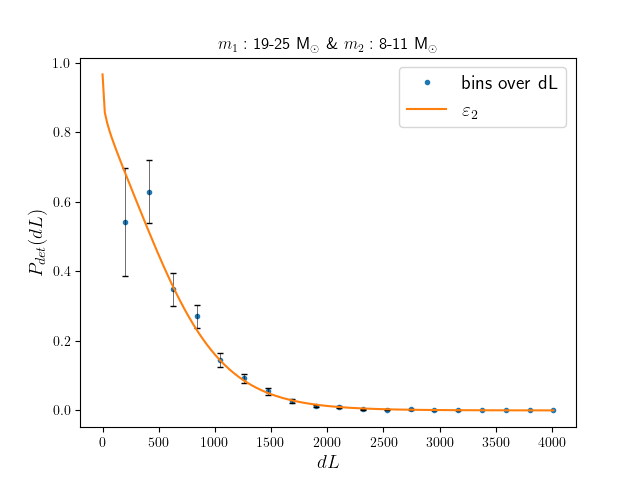 m₁ : 19-25 M⊙ & m₂ : 8-11 M⊙
1.0
0.8
0.6
0.4
0.2
0.0
P_det(dL)
bins over dL
ε₂
0 500 1000 1500 2000 2500 3000 3500 4000
dL